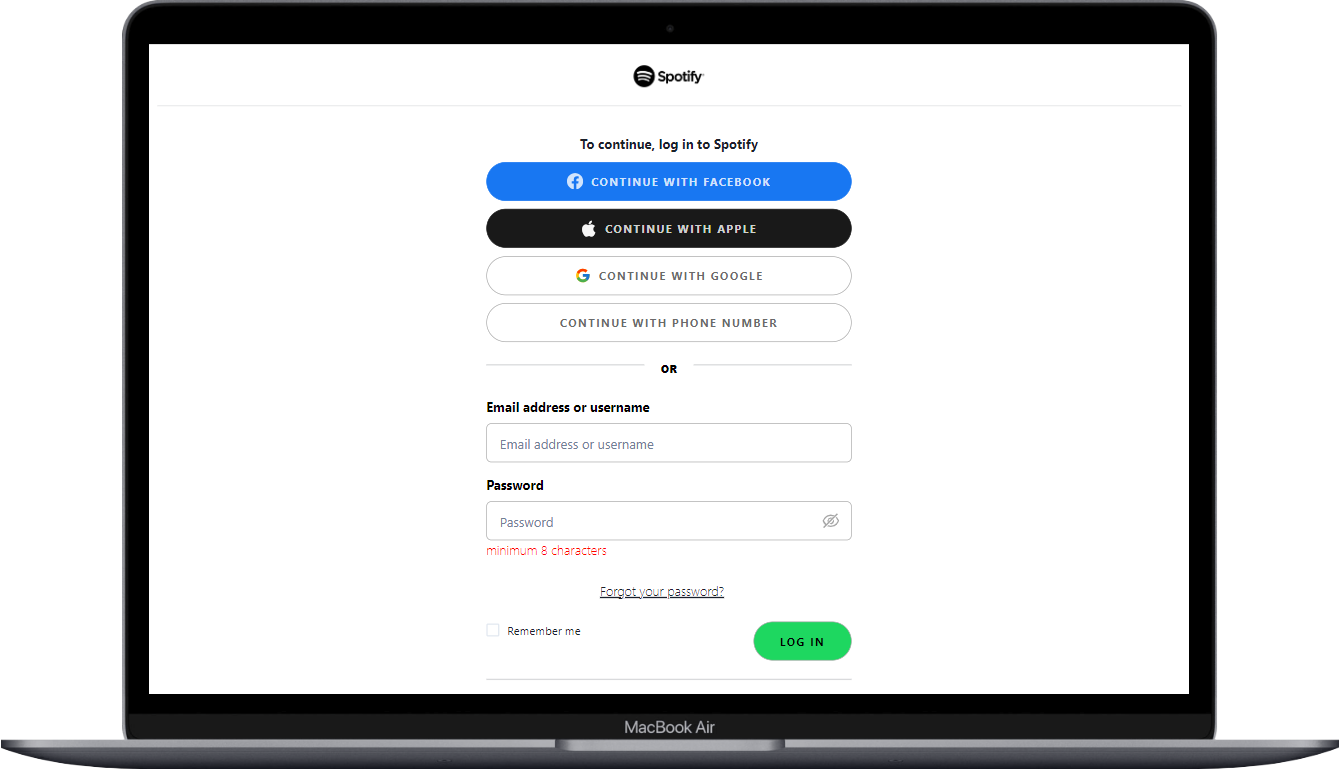 Spotify
To continue, log in to Spotify
CONTINUE WITH FACEBOOK
CONTINUE WITH APPLE
CONTINUE WITH GOOGLE
CONTINUE WITH PHONE NUMBER
OR
Email address or username
Email address or username
Password
Password
minimum 8 characters
Forgot your password?
Remember me
LOG IN
MacBook Air